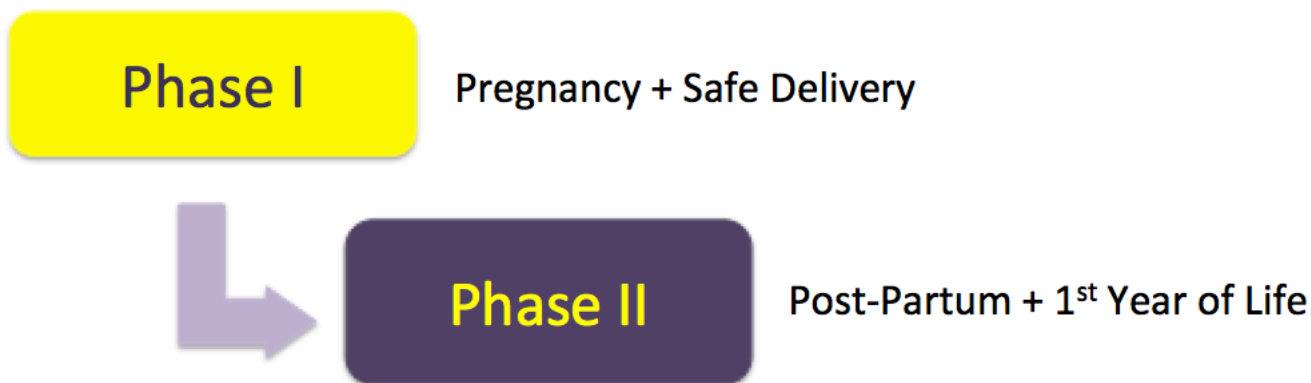 Phase I
Pregnancy + Safe Delivery
Phase II
Post-Partum + 1st Year of Life